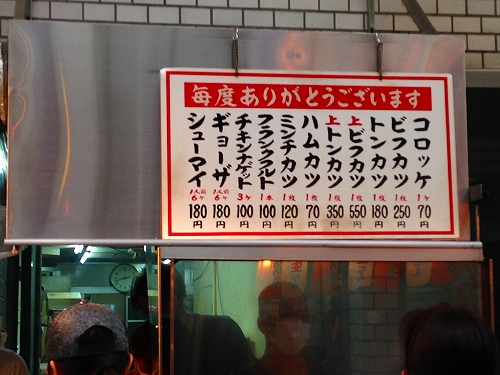 毎度ありがとうございます
コロッケ 1ヶ 70円
ビフカツ 1枚 250円
トンカツ 1枚 180円
上ビフカツ 1枚 550円
上トンカツ 1枚 350円
ハムカツ 1枚 70円
ミンチカツ 1枚 120円
フランクフルト 1本 100円
チキンナゲット 3ヶ 100円
ギョーザ 1人前 6ヶ 180円
シューマイ 1人前 6ヶ 180円